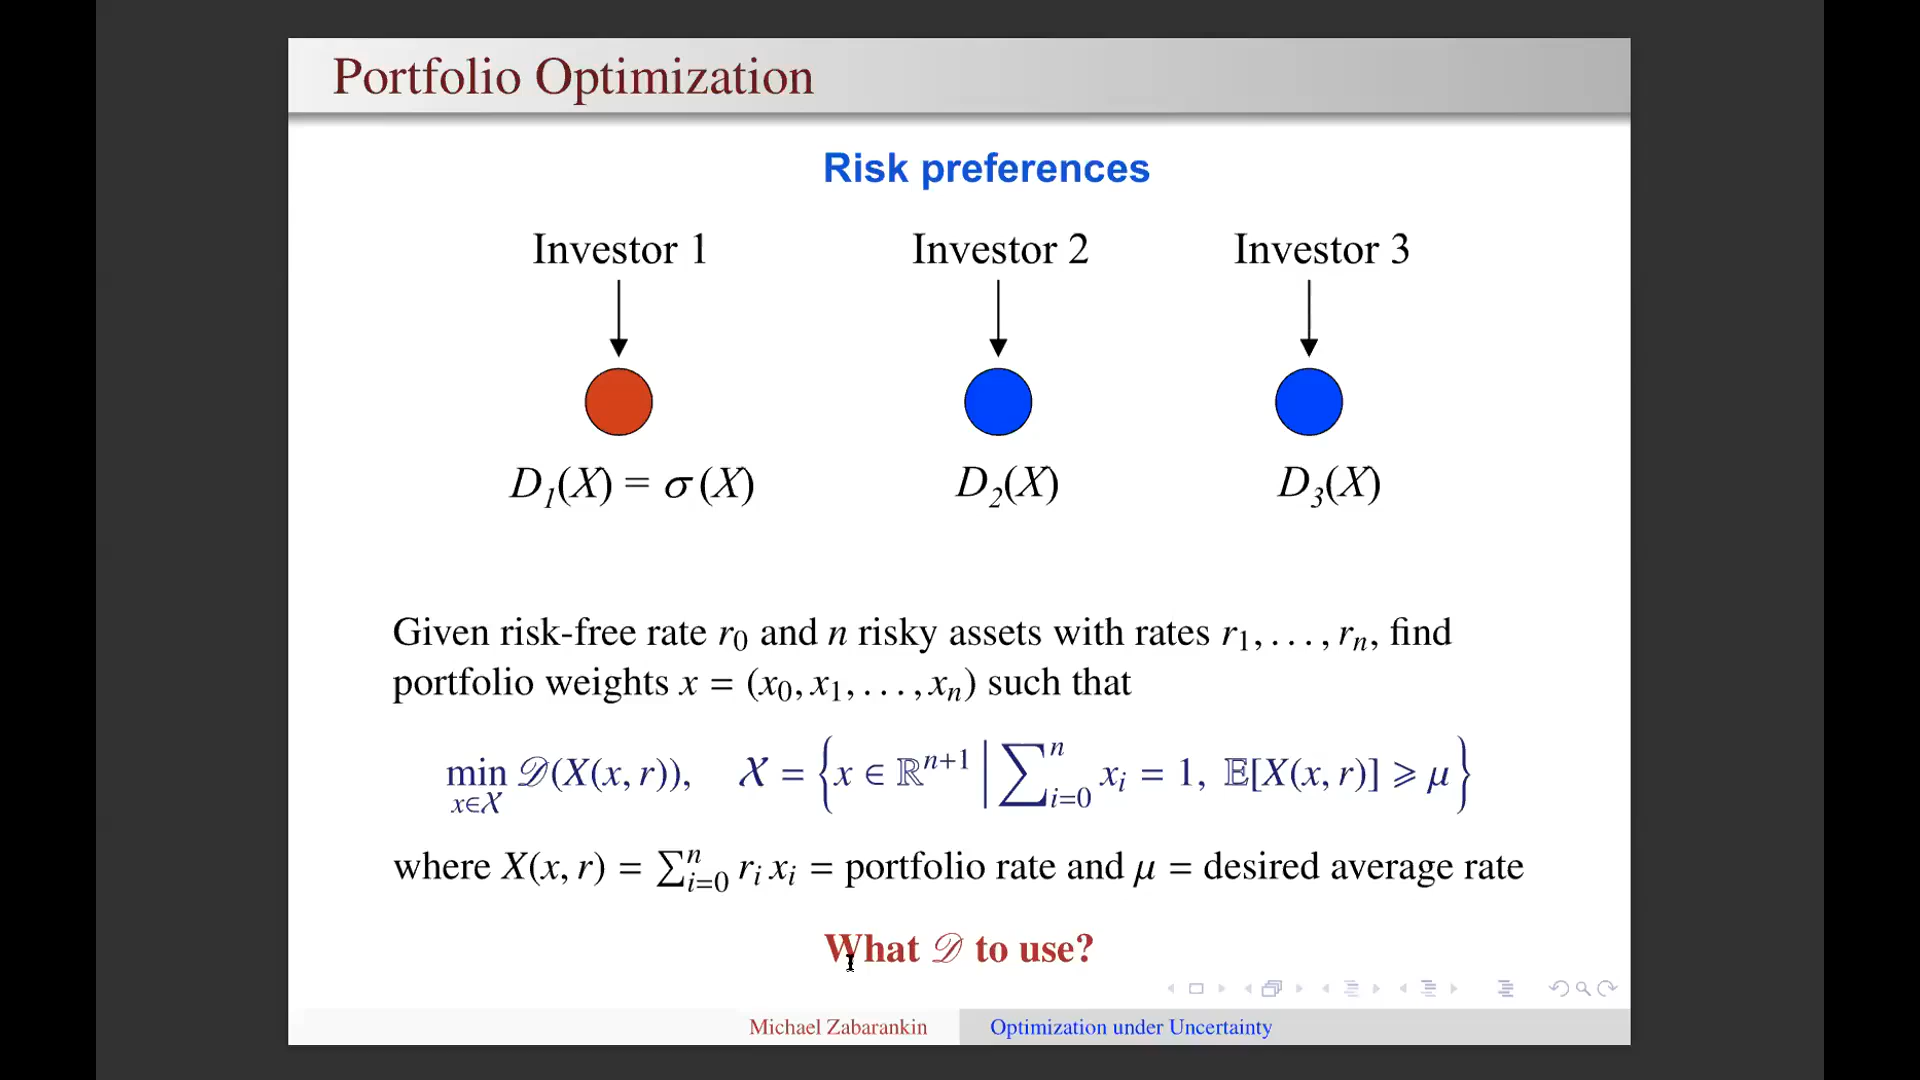 Portfolio Optimization
Risk preferences
Investor 1 Investor 2 Investor 3
D₁(X) = σ(X) D₂(X) D₃(X)
Given risk-free rate r₀ and n risky assets with rates r₁, . . . , rₙ, find
portfolio weights x = (x₀, x₁, . . . , xₙ) such that
min_{x∈𝒳} 𝒟(X(x, r)), 𝒳 = {x ∈ ℝⁿ⁺¹ | ∑ⁿᵢ₌₀ xᵢ = 1, 𝔼[X(x, r)] ⩾ μ}
where X(x, r) = ∑ⁿᵢ₌₀ rᵢ xᵢ = portfolio rate and μ = desired average rate
What 𝒟 to use?
Michael Zabarankin Optimization under Uncertainty